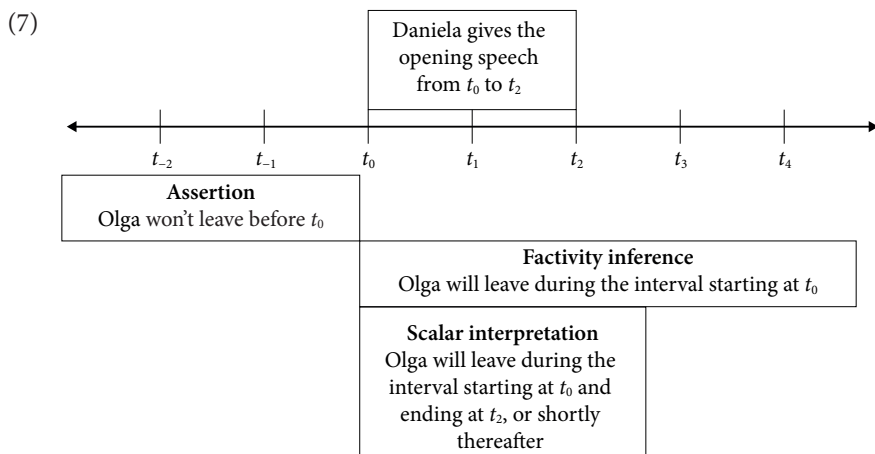 (7)
Daniela gives the
opening speech
from t₀ to t₂
t₋₂ t₋₁ t₀ t₁ t₂ t₃ t₄
Assertion
Olga won't leave before t₀
Factivity inference
Olga will leave during the interval starting at t₀
Scalar interpretation
Olga will leave during the
interval starting at t₀ and
ending at t₂, or shortly
thereafter